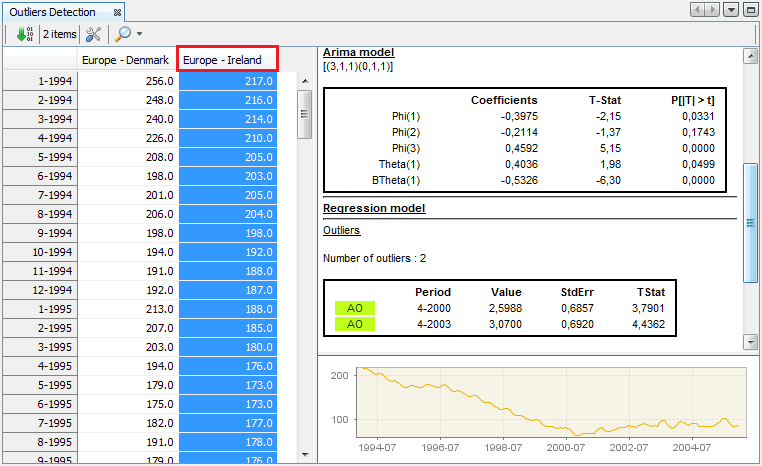 Outliers Detection
2 items
Europe - Denmark Europe - Ireland
1-1994 256.0 217.0
2-1994 248.0 216.0
3-1994 240.0 214.0
4-1994 226.0 210.0
5-1994 208.0 205.0
6-1994 198.0 203.0
7-1994 201.0 205.0
8-1994 206.0 204.0
9-1994 198.0 198.0
10-1994 194.0 192.0
11-1994 191.0 188.0
12-1994 192.0 187.0
1-1995 213.0 188.0
2-1995 207.0 185.0
3-1995 203.0 180.0
4-1995 194.0 176.0
5-1995 179.0 173.0
6-1995 175.0 173.0
7-1995 182.0 177.0
8-1995 191.0 178.0
9-1995 179.0 176.0
Arima model
[(3,1,1)(0,1,1)]
Coefficients T-Stat P[|T| > t]
Phi(1) -0,3975 -2,15 0,0331
Phi(2) -0,2114 -1,37 0,1743
Phi(3) 0,4592 5,15 0,0000
Theta(1) 0,4036 1,98 0,0499
BTheta(1) -0,5326 -6,30 0,0000
Regression model
Outliers
Number of outliers : 2
Period Value StdErr TStat
AO 4-2000 2,5988 0,6857 3,7901
AO 4-2003 3,0700 0,6920 4,4362
200
100
1994-07 1996-07 1998-07 2000-07 2002-07 2004-07